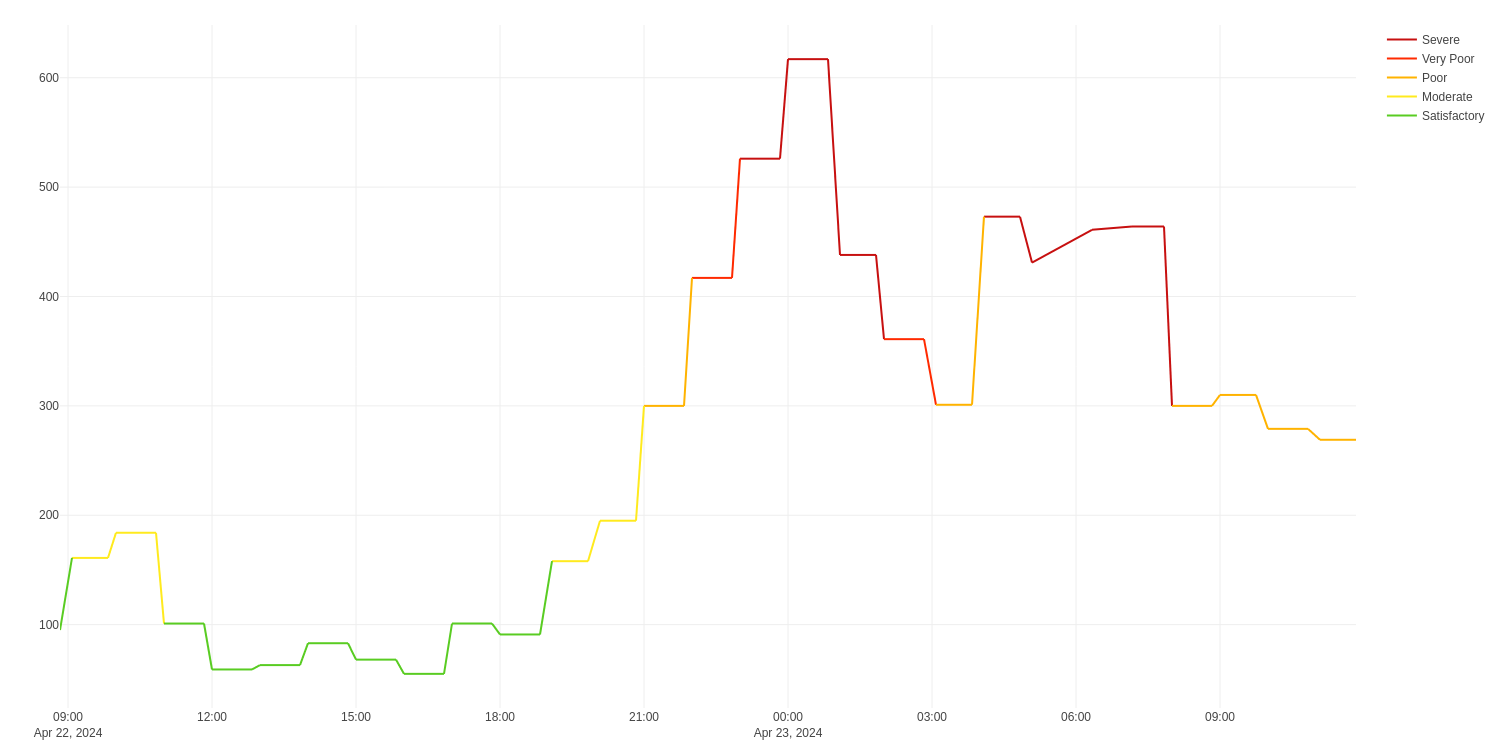 600
500
400
300
200
100
09:00
Apr 22, 2024
12:00
15:00
18:00
21:00
00:00
Apr 23, 2024
03:00
06:00
09:00
Severe
Very Poor
Poor
Moderate
Satisfactory